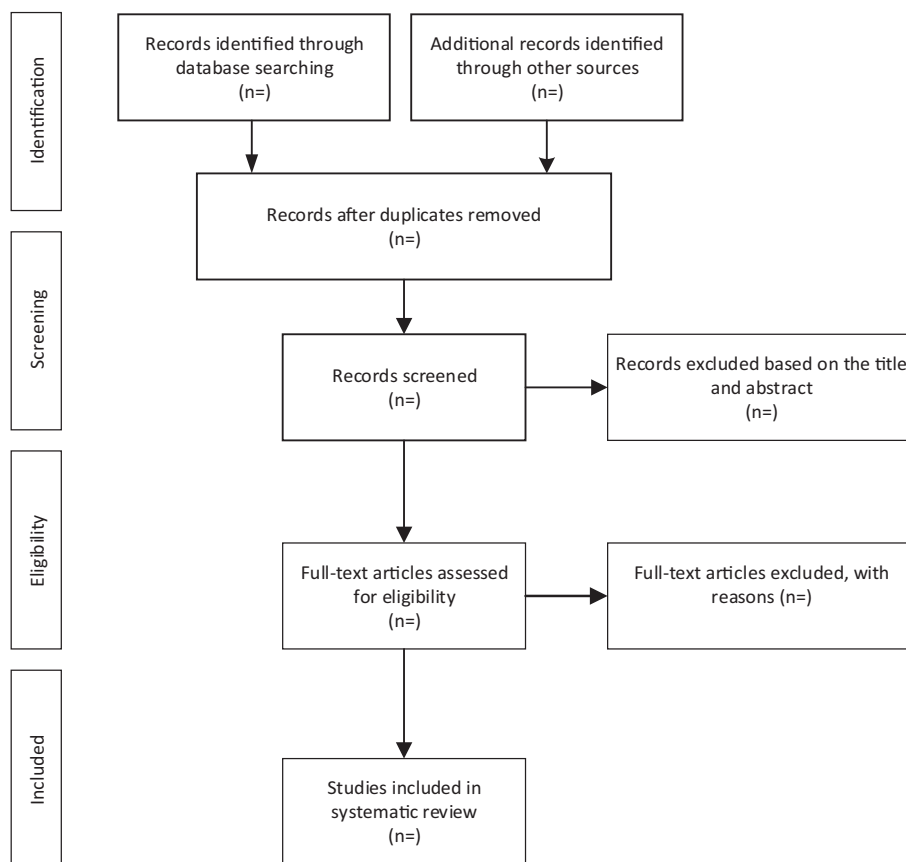 Identification
Records identified through
database searching
(n=)
Additional records identified
through other sources
(n=)
Records after duplicates removed
(n=)
Screening
Records screened
(n=)
Records excluded based on the title
and abstract
(n=)
Eligibility
Full-text articles assessed
for eligibility
(n=)
Full-text articles excluded, with
reasons (n=)
Included
Studies included in
systematic review
(n=)